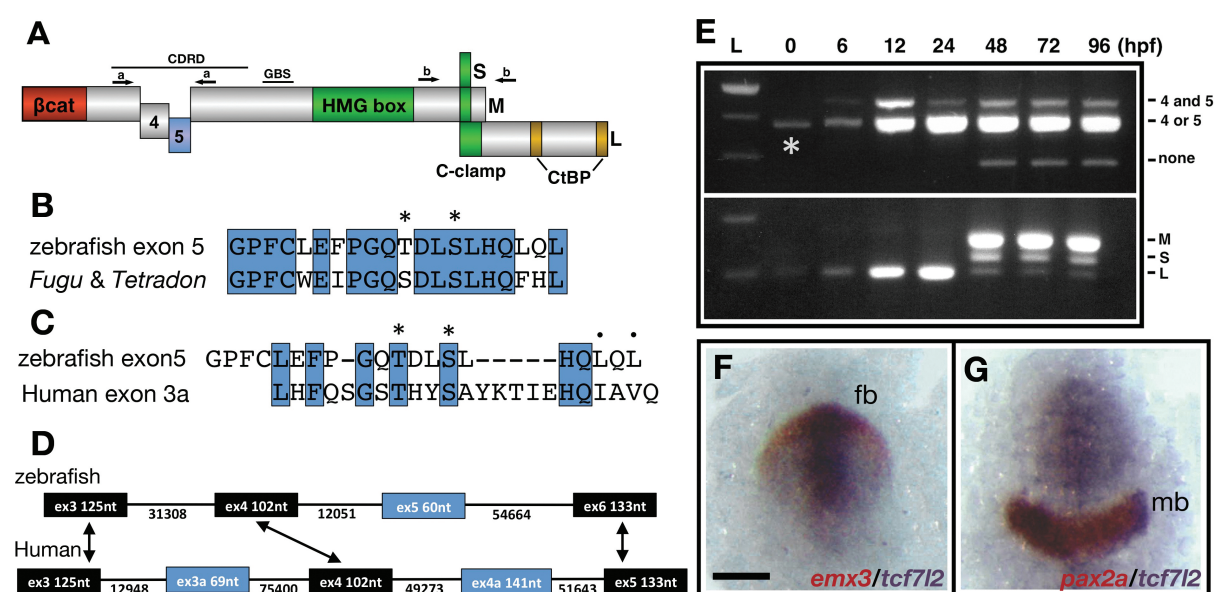 A
CDRD
a
a
GBS
b
b
βcat
4
5
HMG box
S
M
L
C-clamp
CtBP
B
* *
zebrafish exon 5 GPFCLEFPGQTDLSLHQLQL
Fugu & Tetradon GPFCWEIPGQSDLSLHQFHL
C
* * . .
zebrafish exon5 GPFCLEFP-GQTDLSL-----HQLQL
Human exon 3a LHFQSGSTHYSAYKTIEHQIAVQ
D
zebrafish
ex3 125nt 31308 ex4 102nt 12051 ex5 60nt 54664 ex6 133nt
Human
ex3 125nt 12948 ex3a 69nt 75400 ex4 102nt 49273 ex4a 141nt 51643 ex5 133nt
E
L 0 6 12 24 48 72 96 (hpf)
4 and 5
4 or 5
*
none
M
S
L
F
fb
emx3/tcf7l2
G
mb
pax2a/tcf7l2